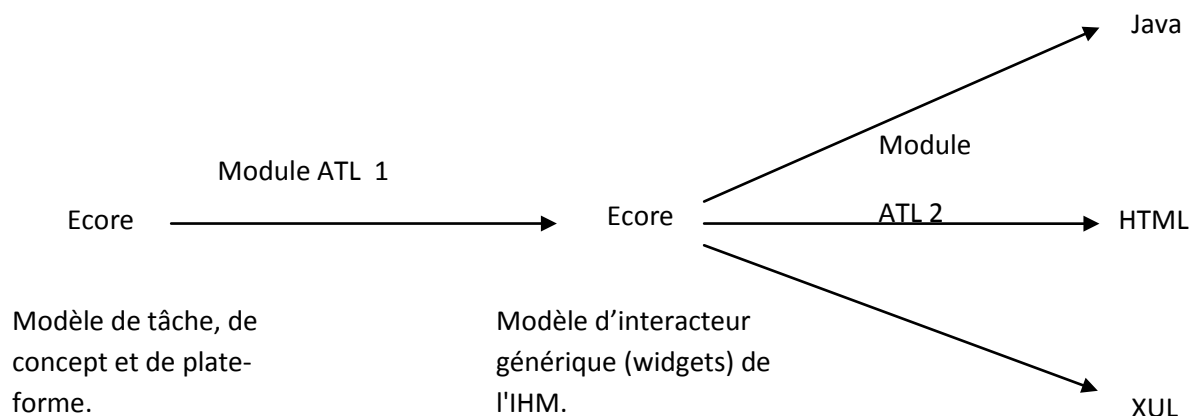 Java
Module
Module ATL 1
Ecore
Ecore
ATL 2
HTML
Modèle de tâche, de
concept et de plate-
forme.
Modèle d’interacteur
générique (widgets) de
l'IHM.
XUL